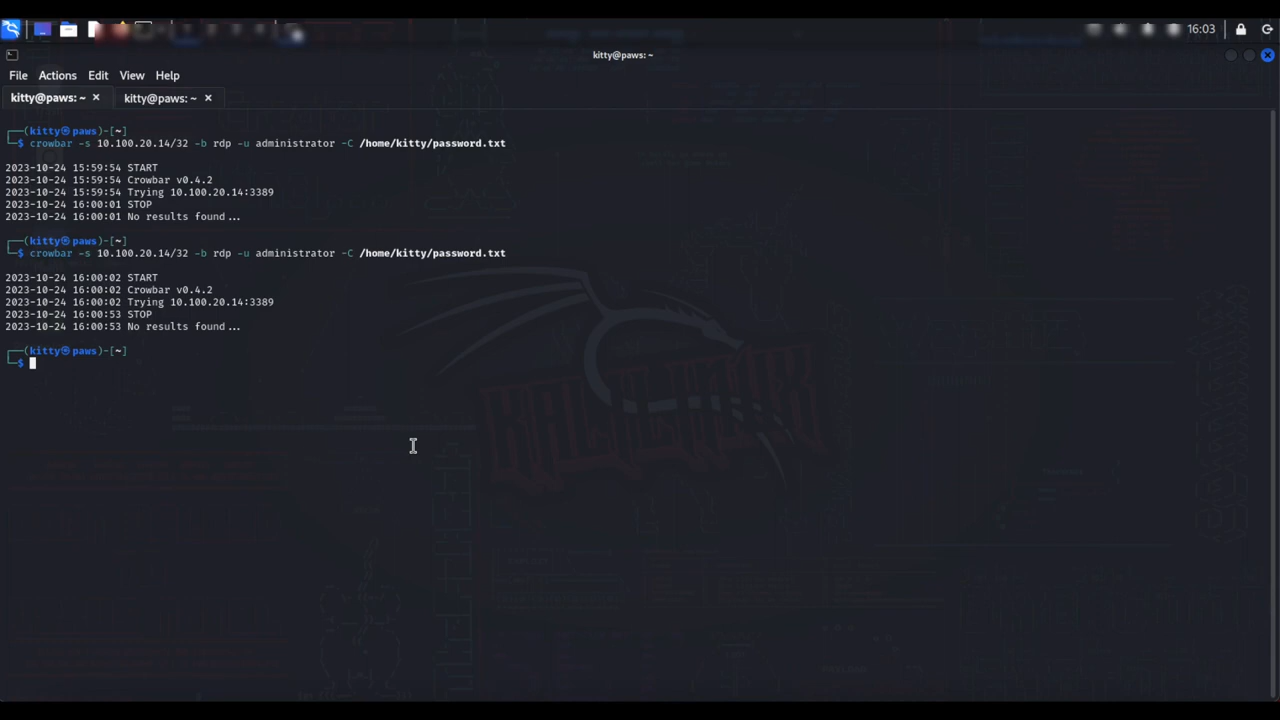 16:03
kitty@paws: ~
File Actions Edit View Help
kitty@paws: ~ × kitty@paws: ~ ×
┌──(kitty㉿paws)-[~]
└─$ crowbar -s 10.100.20.14/32 -b rdp -u administrator -C /home/kitty/password.txt
2023-10-24 15:59:54 START
2023-10-24 15:59:54 Crowbar v0.4.2
2023-10-24 15:59:54 Trying 10.100.20.14:3389
2023-10-24 16:00:01 STOP
2023-10-24 16:00:01 No results found...
┌──(kitty㉿paws)-[~]
└─$ crowbar -s 10.100.20.14/32 -b rdp -u administrator -C /home/kitty/password.txt
2023-10-24 16:00:02 START
2023-10-24 16:00:02 Crowbar v0.4.2
2023-10-24 16:00:02 Trying 10.100.20.14:3389
2023-10-24 16:00:53 STOP
2023-10-24 16:00:53 No results found...
┌──(kitty㉿paws)-[~]
└─$
KALI LINUX